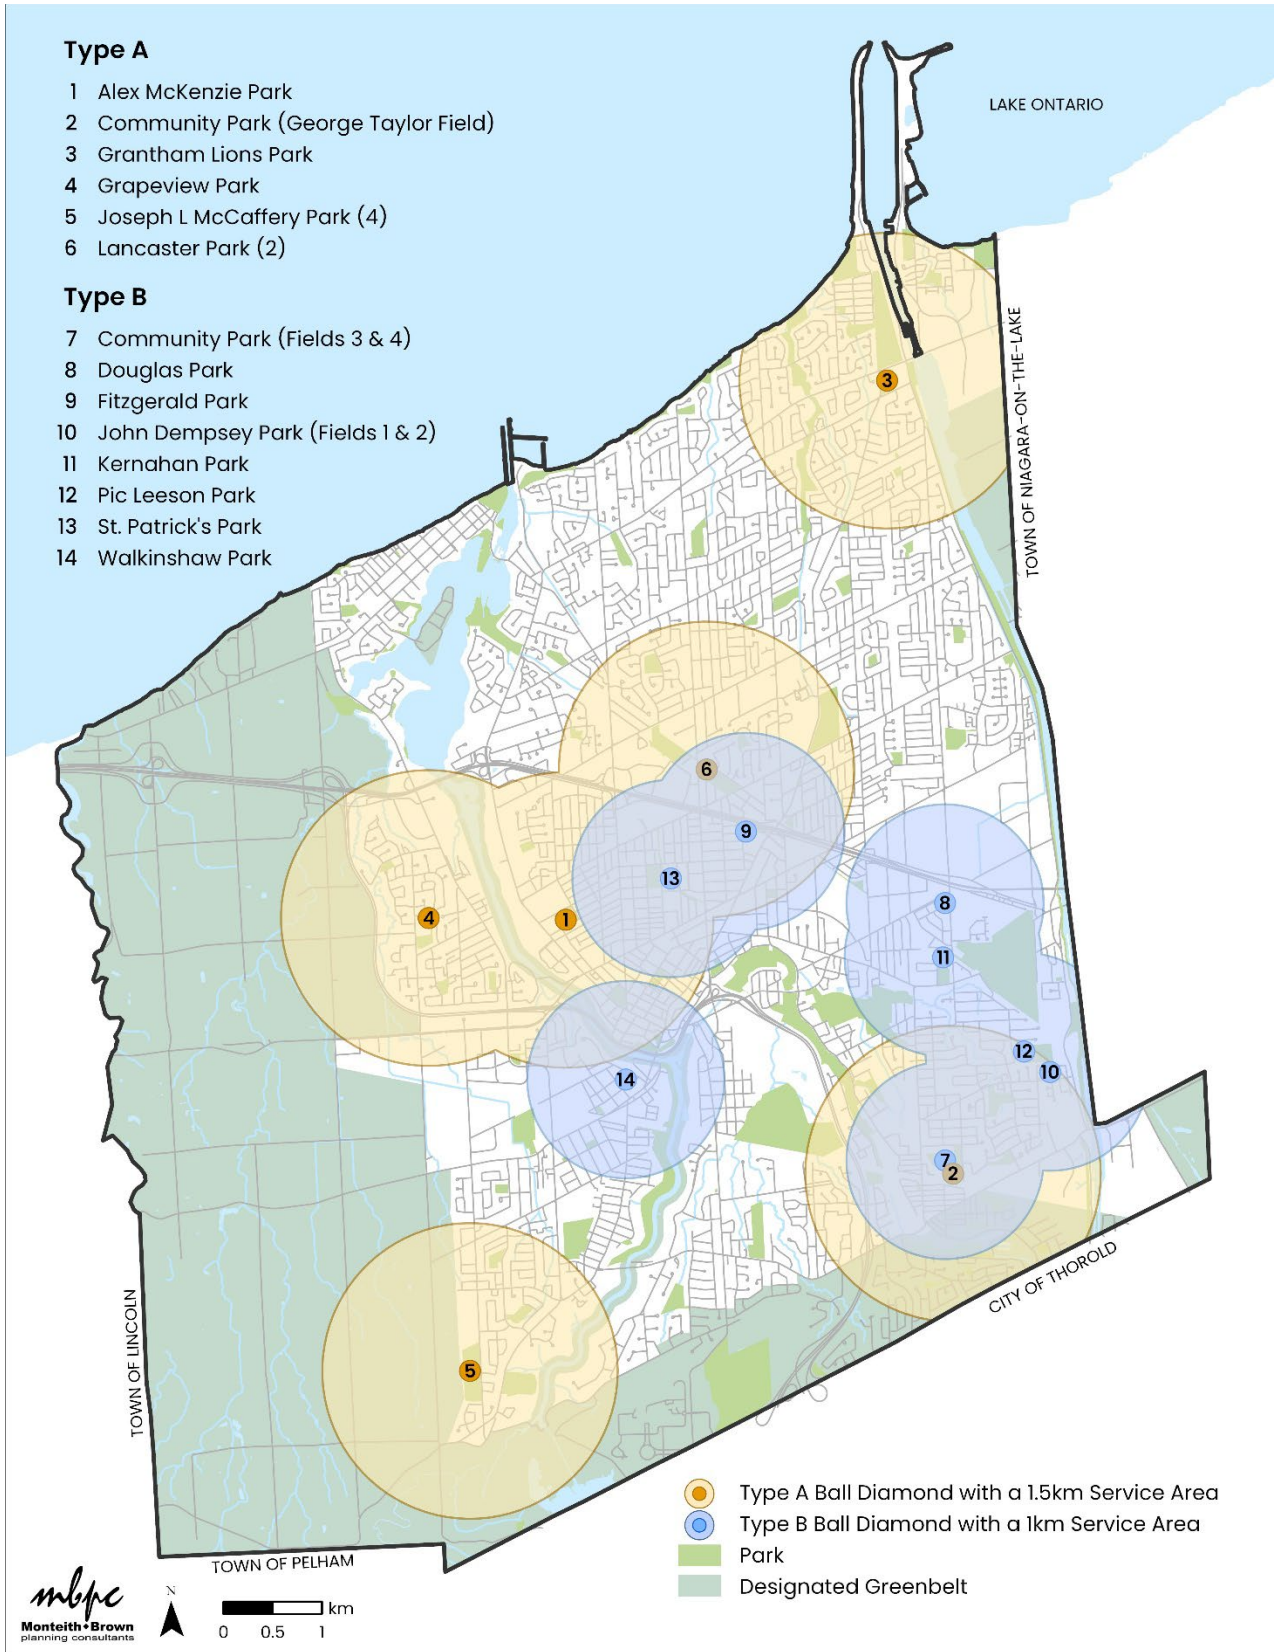 Type A
1 Alex McKenzie Park
2 Community Park (George Taylor Field)
3 Grantham Lions Park
4 Grapeview Park
5 Joseph L McCaffery Park (4)
6 Lancaster Park (2)
Type B
7 Community Park (Fields 3 & 4)
8 Douglas Park
9 Fitzgerald Park
10 John Dempsey Park (Fields 1 & 2)
11 Kernahan Park
12 Pic Leeson Park
13 St. Patrick's Park
14 Walkinshaw Park
LAKE ONTARIO
TOWN OF NIAGARA-ON-THE-LAKE
3
6
9
13
8
4
1
11
12
10
14
7
2
5
CITY OF THOROLD
TOWN OF LINCOLN
TOWN OF PELHAM
Type A Ball Diamond with a 1.5km Service Area
Type B Ball Diamond with a 1km Service Area
Park
Designated Greenbelt
mbpc
Monteith•Brown
planning consultants
N
km
0 0.5 1